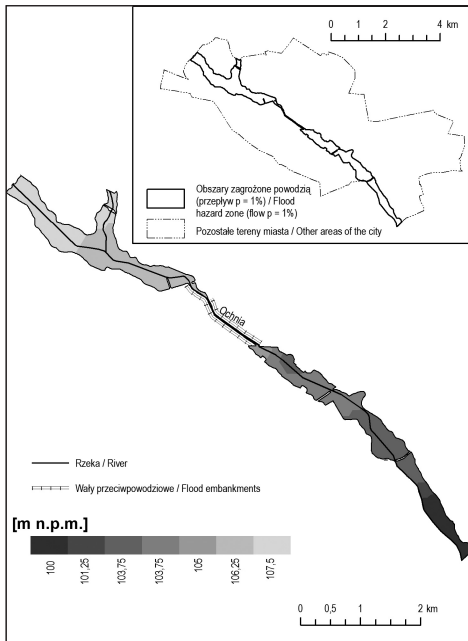 0 2 4 km
Obszary zagrożone powodzią
(przepływ p = 1%) / Flood
hazard zone (flow p = 1%)
Pozostałe tereny miasta / Other areas of the city
Ochnia
Rzeka / River
Wały przeciwpowodziowe / Flood embankments
[m n.p.m.]
100 101,25 103,75 103,75 105 106,25 107,5
0 0,5 1 2 km